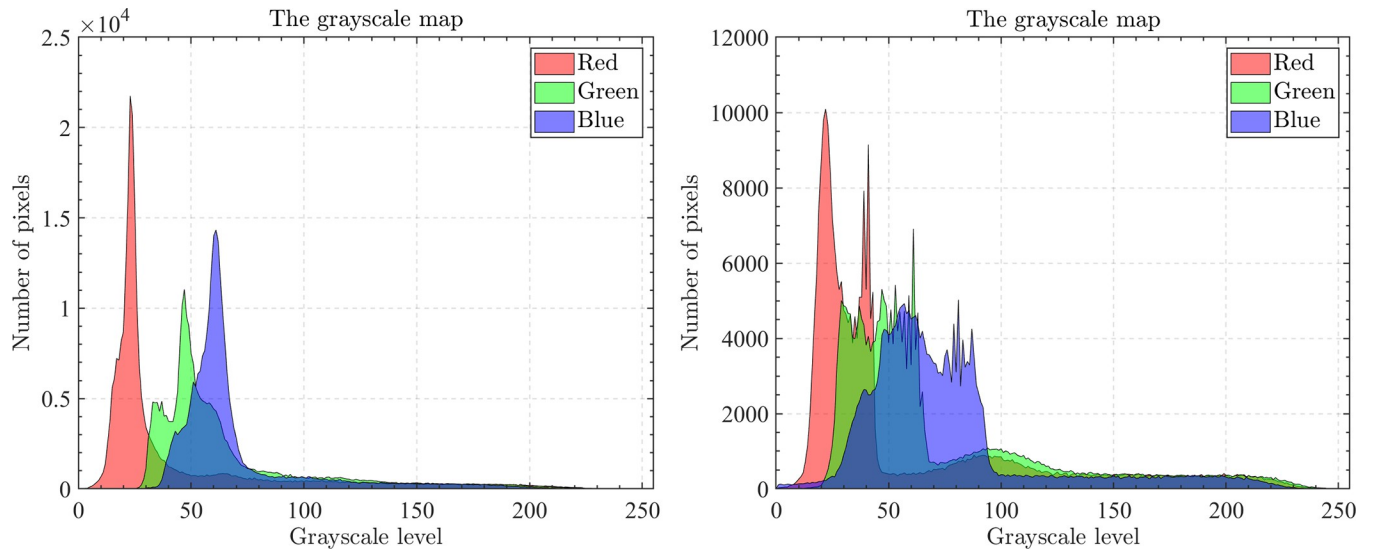 The grayscale map
×10⁴
2.5
2
1.5
1
0.5
0
0 50 100 150 200 250
Number of pixels
Grayscale level
Red
Green
Blue
The grayscale map
12000
10000
8000
6000
4000
2000
0
0 50 100 150 200 250
Number of pixels
Grayscale level
Red
Green
Blue